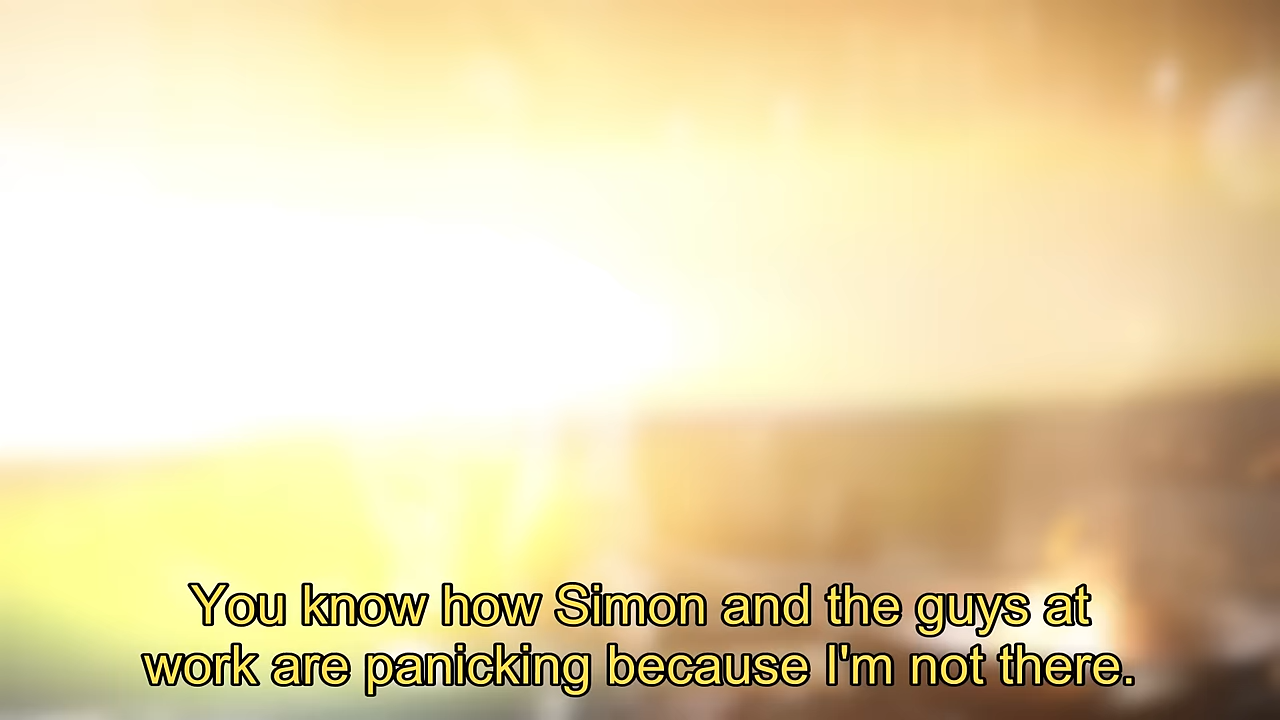 You know how Simon and the guys at
work are panicking because I'm not there.